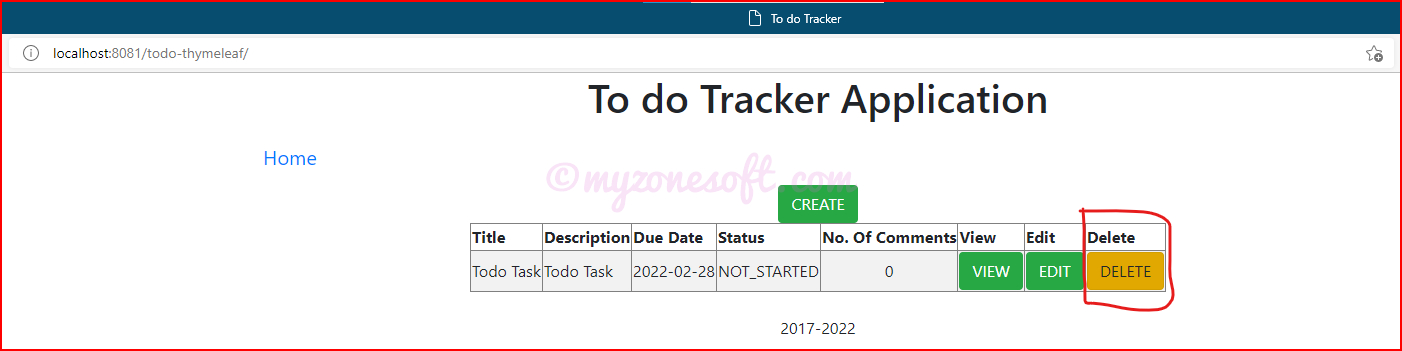 To do Tracker
localhost:8081/todo-thymeleaf/
To do Tracker Application
Home
©myzonesoft.com
CREATE
Title Description Due Date Status No. Of Comments View Edit Delete
Todo Task Todo Task 2022-02-28 NOT_STARTED 0 VIEW EDIT DELETE
2017-2022